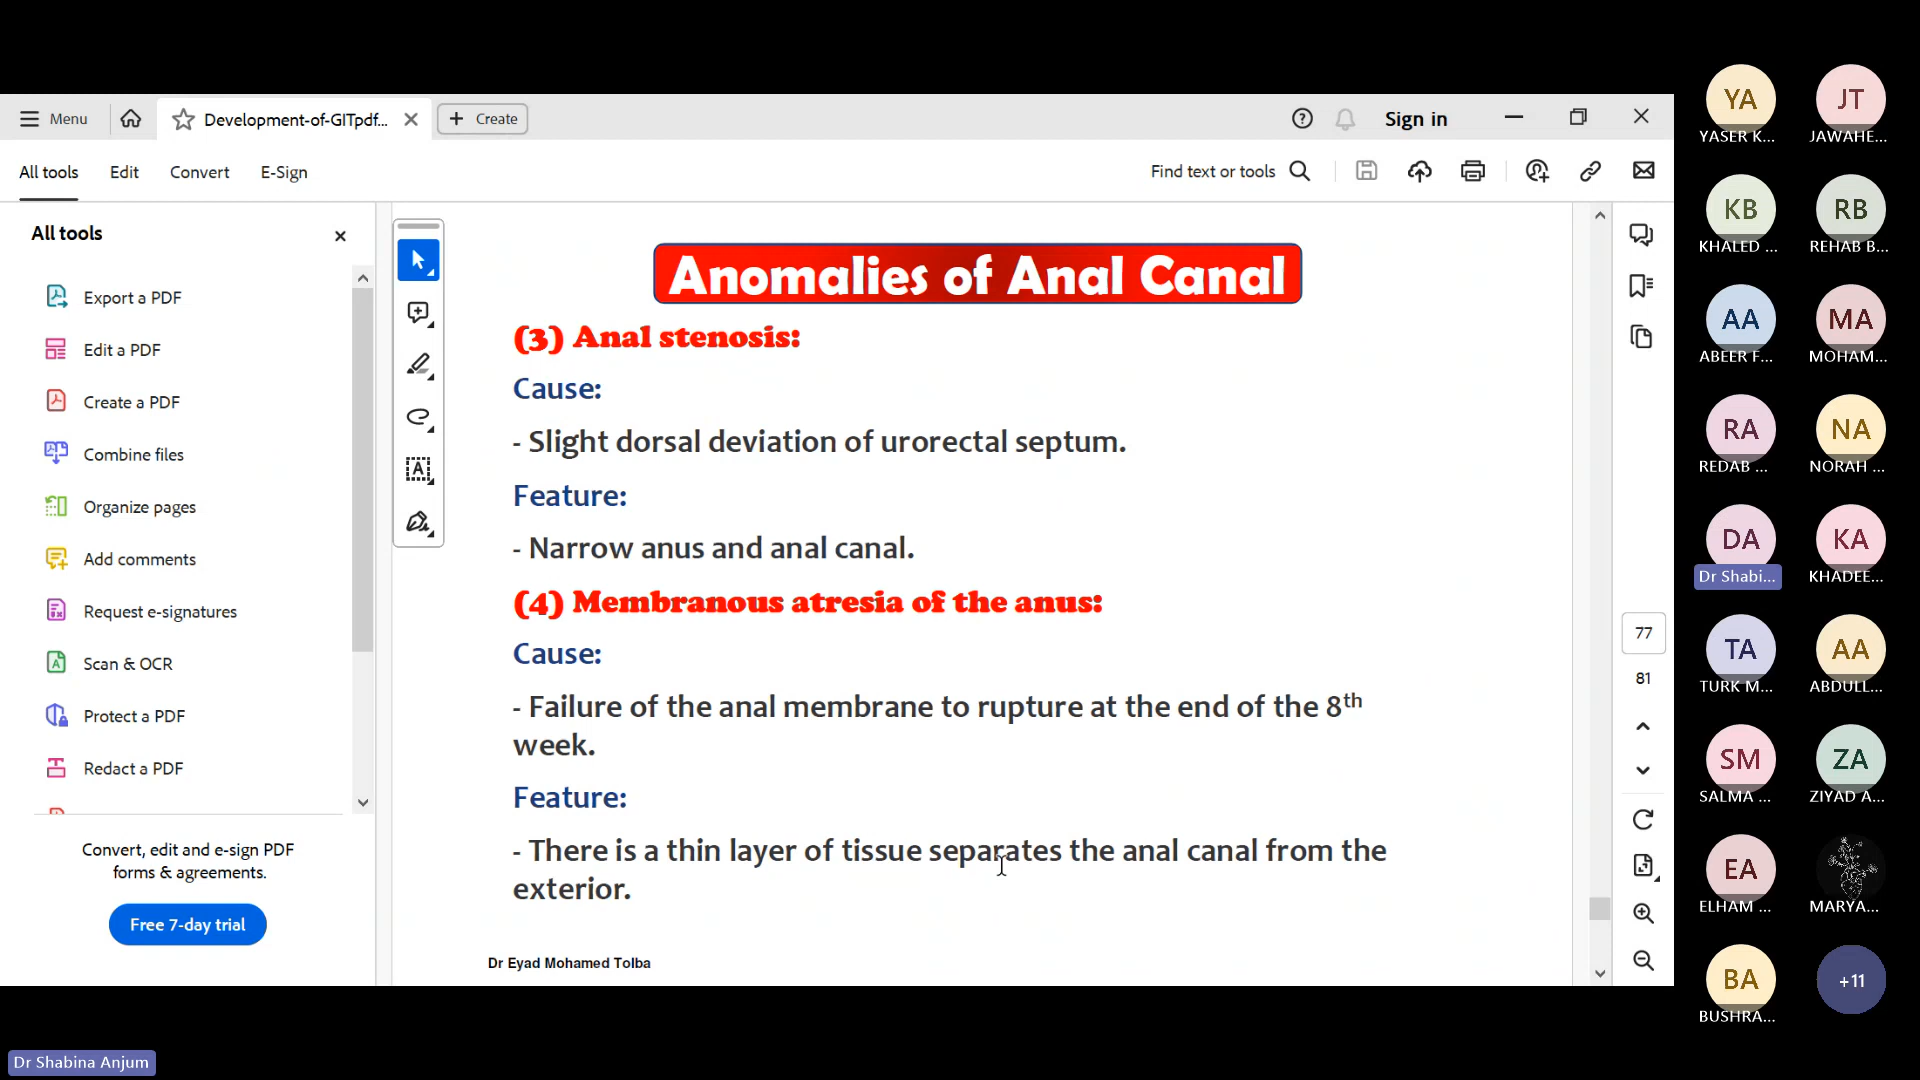 Menu
Development-of-GITpdf...
Create
Sign in
All tools
Edit
Convert
E-Sign
Find text or tools
All tools
Export a PDF
Edit a PDF
Create a PDF
Combine files
Organize pages
Add comments
Request e-signatures
Scan & OCR
Protect a PDF
Redact a PDF
Convert, edit and e-sign PDF
forms & agreements.
Free 7-day trial
Anomalies of Anal Canal
(3) Anal stenosis:
Cause:
- Slight dorsal deviation of urorectal septum.
Feature:
- Narrow anus and anal canal.
(4) Membranous atresia of the anus:
Cause:
- Failure of the anal membrane to rupture at the end of the 8th
week.
Feature:
- There is a thin layer of tissue separates the anal canal from the
exterior.
Dr Eyad Mohamed Tolba
77
81
YA
YASER K...
JT
JAWAHE...
KB
KHALED ...
RB
REHAB B...
AA
ABEER F...
MA
MOHAM...
RA
REDAB ...
NA
NORAH ...
DA
Dr Shabi...
KA
KHADEE...
TA
TURK M...
AA
ABDULL...
SM
SALMA ...
ZA
ZIYAD A...
EA
ELHAM ...
MARYA...
BA
BUSHRA...
+11
Dr Shabina Anjum